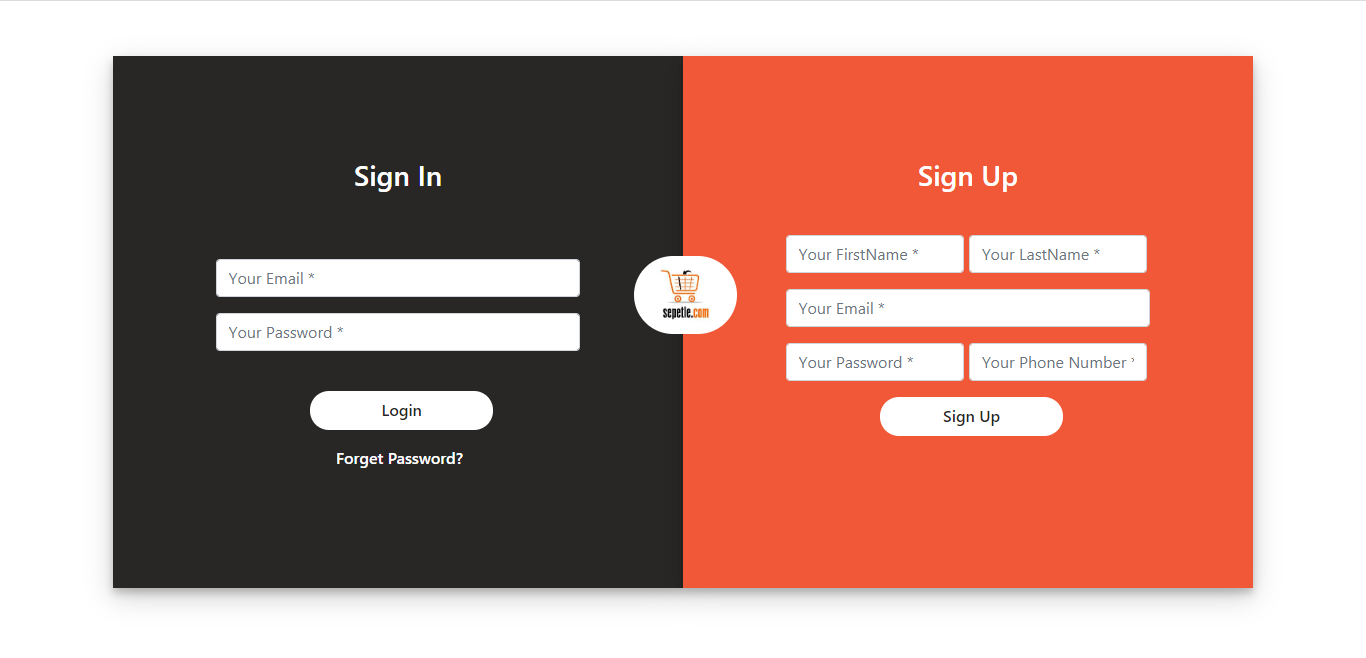 Sign In
Your Email *
Your Password *
Login
Forget Password?
sepetle.com
Sign Up
Your FirstName *
Your LastName *
Your Email *
Your Password *
Your Phone Number *
Sign Up